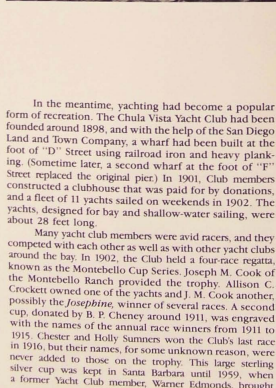 In the meantime, yachting had become a popular
form of recreation. The Chula Vista Yacht Club had been
founded around 1898, and with the help of the San Diego
Land and Town Company, a wharf had been built at the
foot of "D" Street using railroad iron and heavy plank-
ing. (Sometime later, a second wharf at the foot of "F"
Street replaced the original pier.) In 1901, Club members
constructed a clubhouse that was paid for by donations,
and a fleet of 11 yachts sailed on weekends in 1902. The
yachts, designed for bay and shallow-water sailing, were
about 28 feet long.
Many yacht club members were avid racers, and they
competed with each other as well as with other yacht clubs
around the bay. In 1902, the Club held a four-race regatta,
known as the Montebello Cup Series. Joseph M. Cook of
the Montebello Ranch provided the trophy. Allison C.
Crockett owned one of the yachts and J. M. Cook another,
possibly the Josephine, winner of several races. A second
cup, donated by B. P. Cheney around 1911, was engraved
with the names of the annual race winners from 1911 to
1915. Chester and Holly Sumners won the Club's last race
in 1916, but their names, for some unknown reason, were
never added to those on the trophy. This large sterling
silver cup was kept in Santa Barbara until 1959, when
a former Yacht Club member, Warner Edmonds, brought